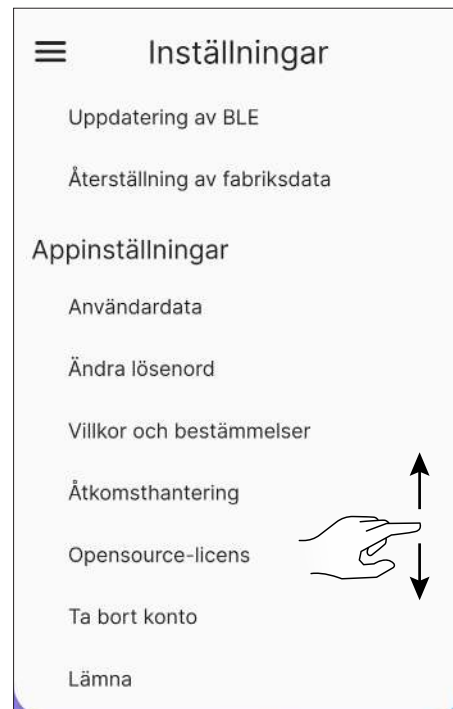 Inställningar
Uppdatering av BLE
Återställning av fabriksdata
Appinställningar
Användardata
Ändra lösenord
Villkor och bestämmelser
Åtkomsthantering
Opensource-licens
Ta bort konto
Lämna